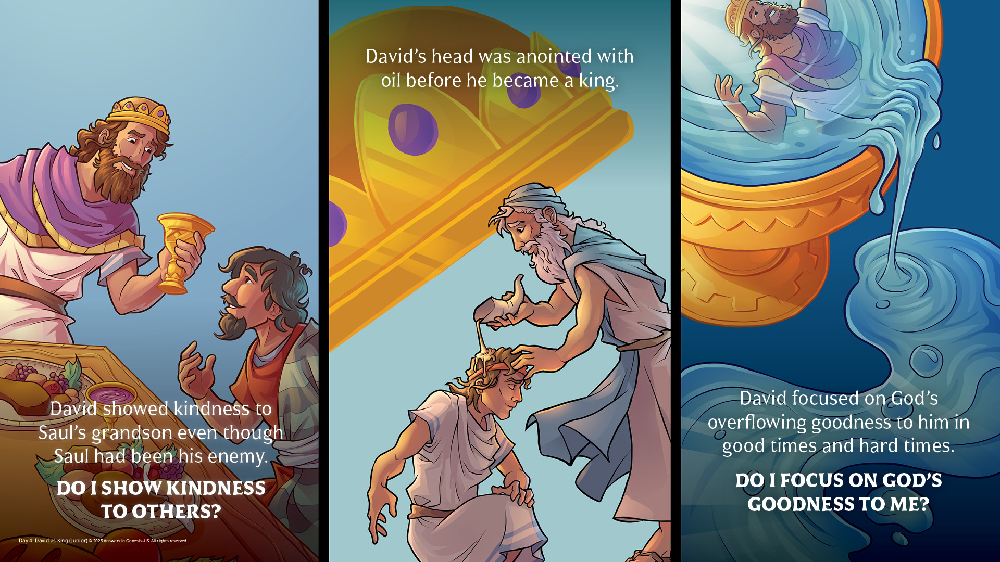 David showed kindness to
Saul’s grandson even though
Saul had been his enemy.
DO I SHOW KINDNESS
TO OTHERS?
Day 4: David as King (Junior) © 2025 Answers in Genesis–US. All rights reserved.
David’s head was anointed with
oil before he became a king.
David focused on God’s
overflowing goodness to him in
good times and hard times.
DO I FOCUS ON GOD’S
GOODNESS TO ME?